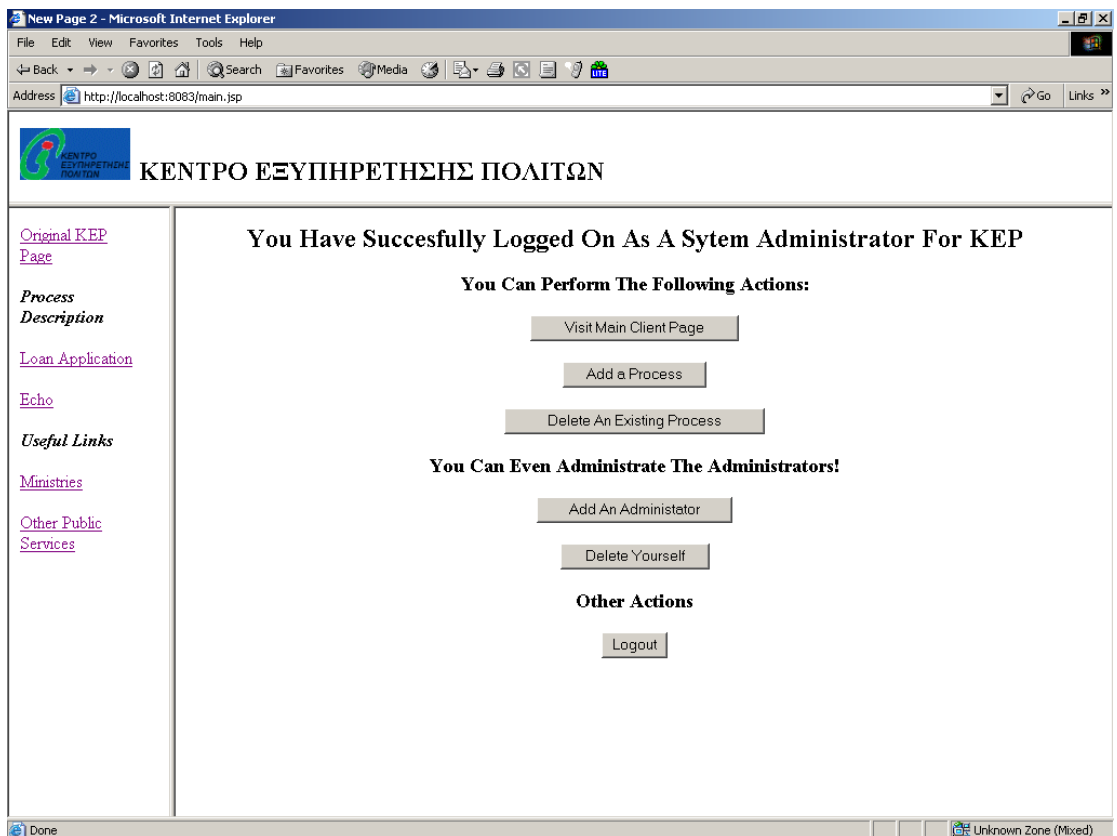 New Page 2 - Microsoft Internet Explorer
File Edit View Favorites Tools Help
Back Search Favorites Media LITE
Address http://localhost:8083/main.jsp Go Links »
ΚΕΝΤΡΟ
ΕΞΥΠΗΡΕΤΗΣΗΣ
ΠΟΛΙΤΩΝ
ΚΕΝΤΡΟ ΕΞΥΠΗΡΕΤΗΣΗΣ ΠΟΛΙΤΩΝ
Original KEP
Page
Process
Description
Loan Application
Echo
Useful Links
Ministries
Other Public
Services
You Have Succesfully Logged On As A Sytem Administrator For KEP
You Can Perform The Following Actions:
Visit Main Client Page
Add a Process
Delete An Existing Process
You Can Even Administrate The Administrators!
Add An Administator
Delete Yourself
Other Actions
Logout
Done Unknown Zone (Mixed)